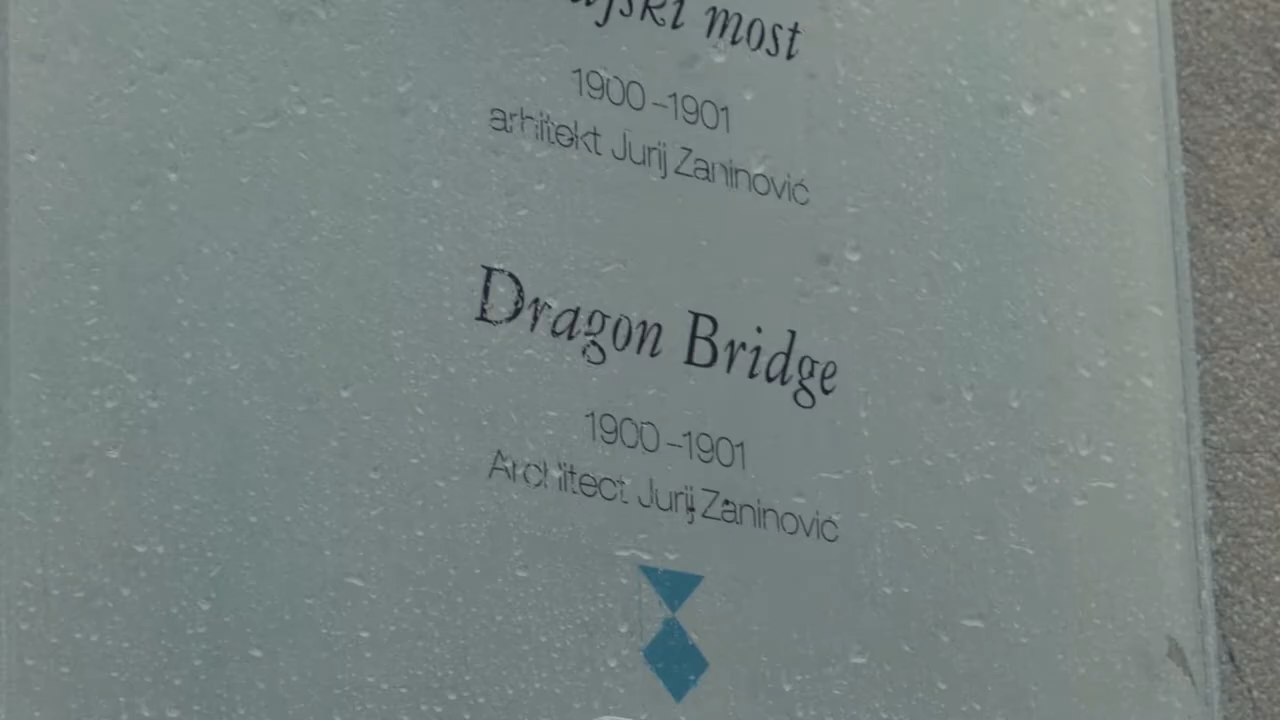 most
1900–1901
arhitekt Jurij Zaninović
Dragon Bridge
1900–1901
Architect Jurij Zaninović